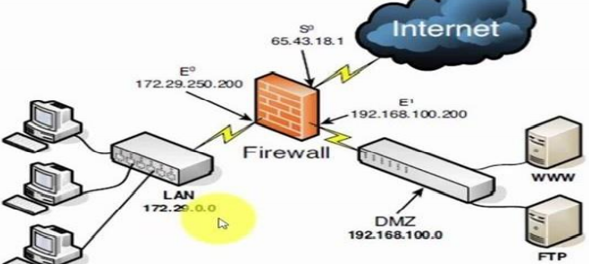 Internet
S⁰
65.43.18.1
E⁰
172.29.250.200
E¹
192.168.100.200
Firewall
LAN
172.29.0.0
DMZ
192.168.100.0
WWW
FTP